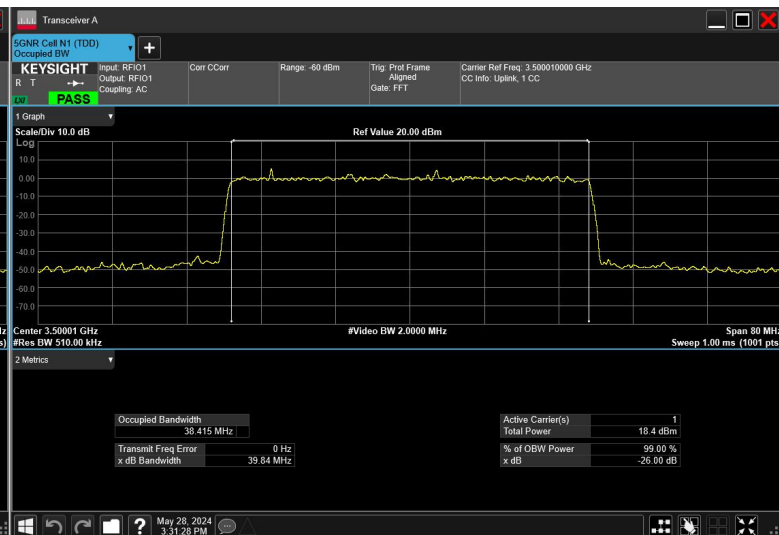 Transceiver A
5GNR Cell N1 (TDD)
Occupied BW
KEYSIGHT
R T
LXI
PASS
Input: RFIO1
Output: RFIO1
Coupling: AC
Corr CCorr
Range: -60 dBm
Trig: Prot Frame
Aligned
Gate: FFT
Carrier Ref Freq: 3.500010000 GHz
CC Info: Uplink, 1 CC
1 Graph
Scale/Div 10.0 dB
Ref Value 20.00 dBm
Log
10.0
0.00
-10.0
-20.0
-30.0
-40.0
-50.0
-60.0
-70.0
Center 3.50001 GHz
#Video BW 2.0000 MHz
Span 80 MHz
#Res BW 510.00 kHz
Sweep 1.00 ms (1001 pts
2 Metrics
Occupied Bandwidth
38.415 MHz
Transmit Freq Error 0 Hz
x dB Bandwidth 39.84 MHz
Active Carrier(s) 1
Total Power 18.4 dBm
% of OBW Power 99.00 %
x dB -26.00 dB
?
May 28, 2024
3:31:28 PM